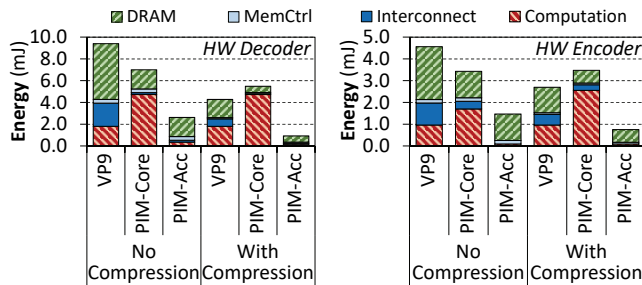 DRAM MemCtrl Interconnect Computation
Energy (mJ)
10.0
8.0
6.0
4.0
2.0
0.0
HW Decoder
VP9 PIM-Core PIM-Acc VP9 PIM-Core PIM-Acc
No Compression With Compression
Energy (mJ)
5.0
4.0
3.0
2.0
1.0
0.0
HW Encoder
VP9 PIM-Core PIM-Acc VP9 PIM-Core PIM-Acc
No Compression With Compression